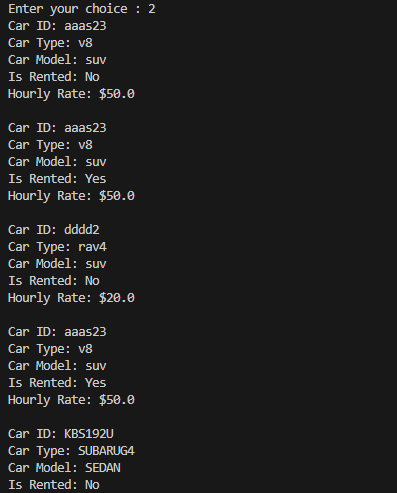 Enter your choice : 2
Car ID: aaas23
Car Type: v8
Car Model: suv
Is Rented: No
Hourly Rate: $50.0

Car ID: aaas23
Car Type: v8
Car Model: suv
Is Rented: Yes
Hourly Rate: $50.0

Car ID: dddd2
Car Type: rav4
Car Model: suv
Is Rented: No
Hourly Rate: $20.0

Car ID: aaas23
Car Type: v8
Car Model: suv
Is Rented: Yes
Hourly Rate: $50.0

Car ID: KBS192U
Car Type: SUBARUG4
Car Model: SEDAN
Is Rented: No